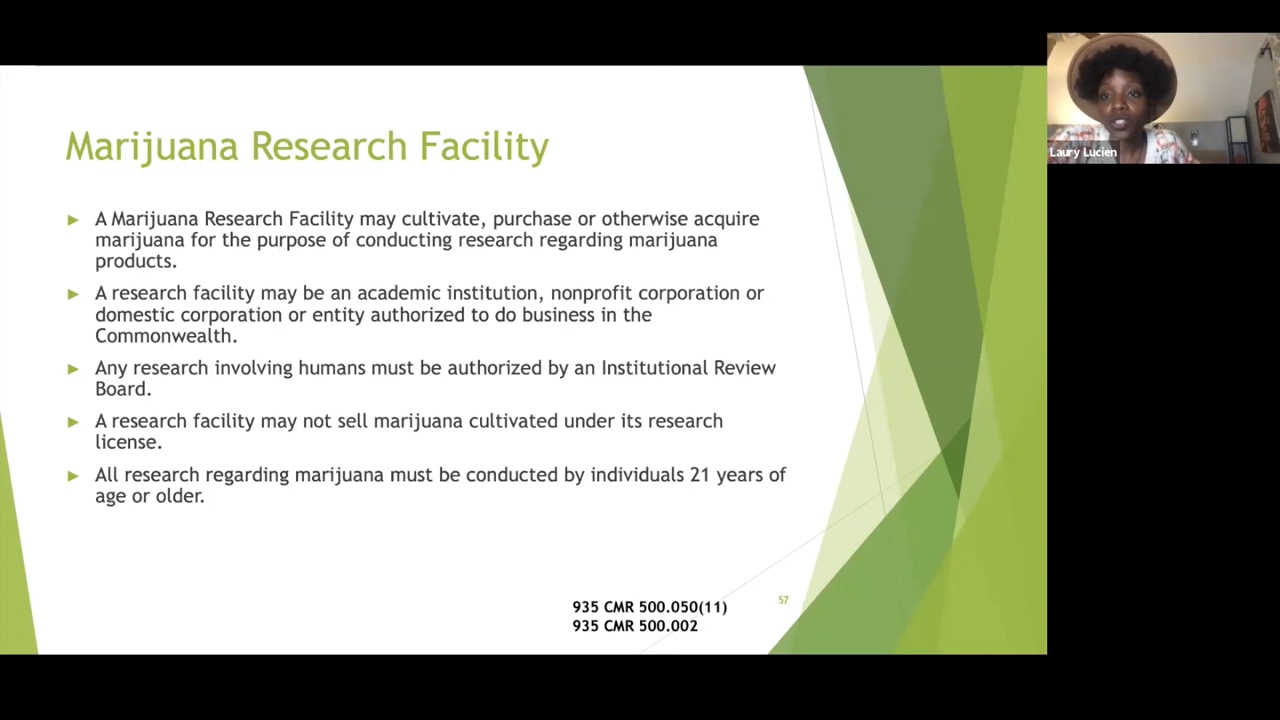 Marijuana Research Facility
A Marijuana Research Facility may cultivate, purchase or otherwise acquire
marijuana for the purpose of conducting research regarding marijuana
products.
A research facility may be an academic institution, nonprofit corporation or
domestic corporation or entity authorized to do business in the
Commonwealth.
Any research involving humans must be authorized by an Institutional Review
Board.
A research facility may not sell marijuana cultivated under its research
license.
All research regarding marijuana must be conducted by individuals 21 years of
age or older.
935 CMR 500.050(11)
935 CMR 500.002
57
Laury Lucien